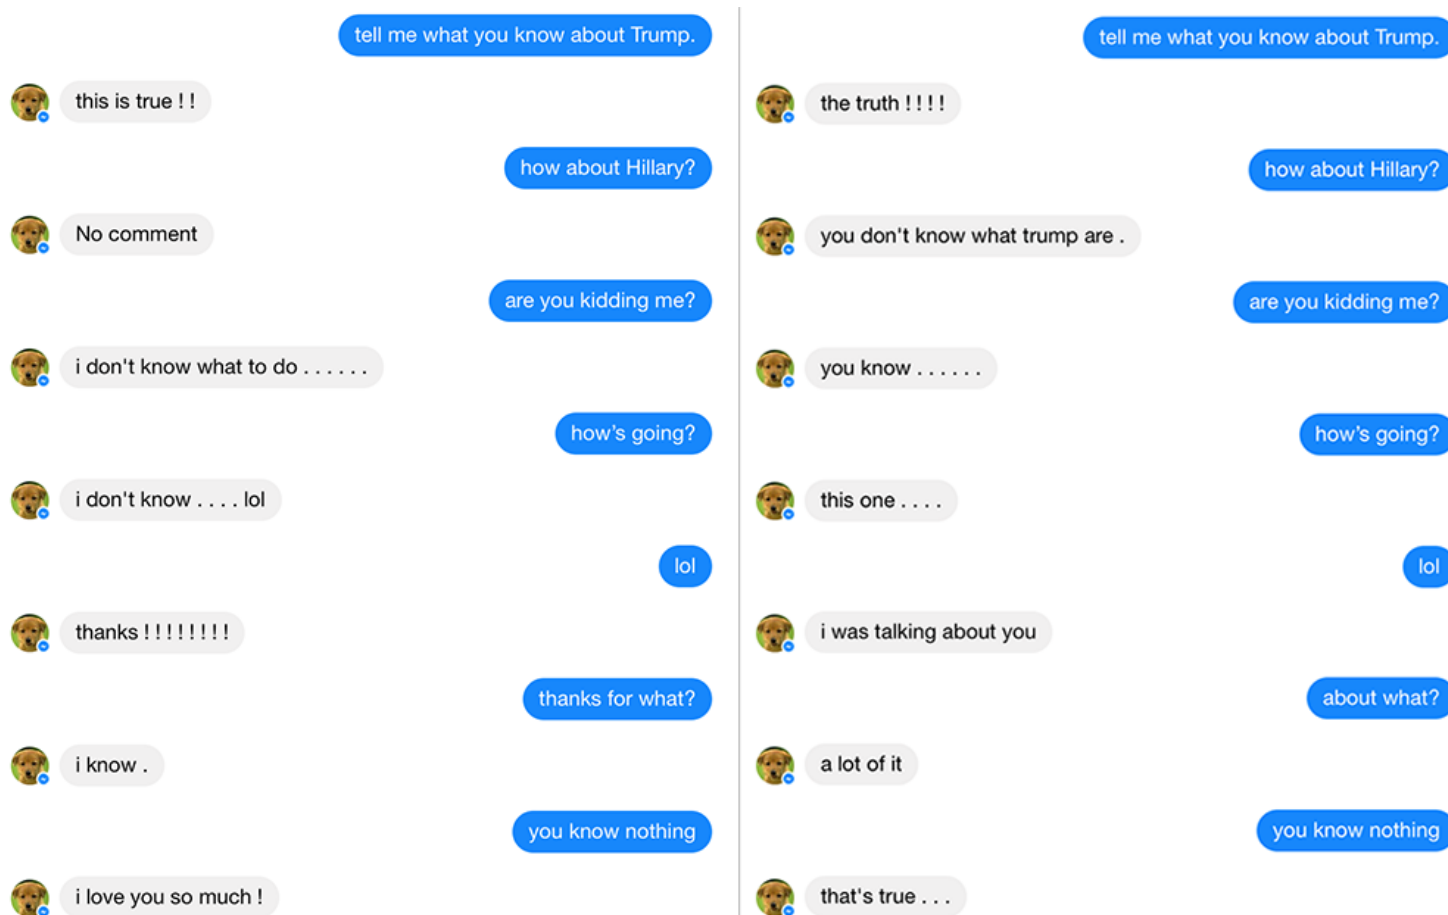 tell me what you know about Trump.
this is true ! !
how about Hillary?
No comment
are you kidding me?
i don't know what to do . . . . . .
how's going?
i don't know . . . . lol
lol
thanks ! ! ! ! ! ! ! !
thanks for what?
i know .
you know nothing
i love you so much !
tell me what you know about Trump.
the truth ! ! ! !
how about Hillary?
you don't know what trump are .
are you kidding me?
you know . . . . . .
how's going?
this one . . . .
lol
i was talking about you
about what?
a lot of it
you know nothing
that's true . . .